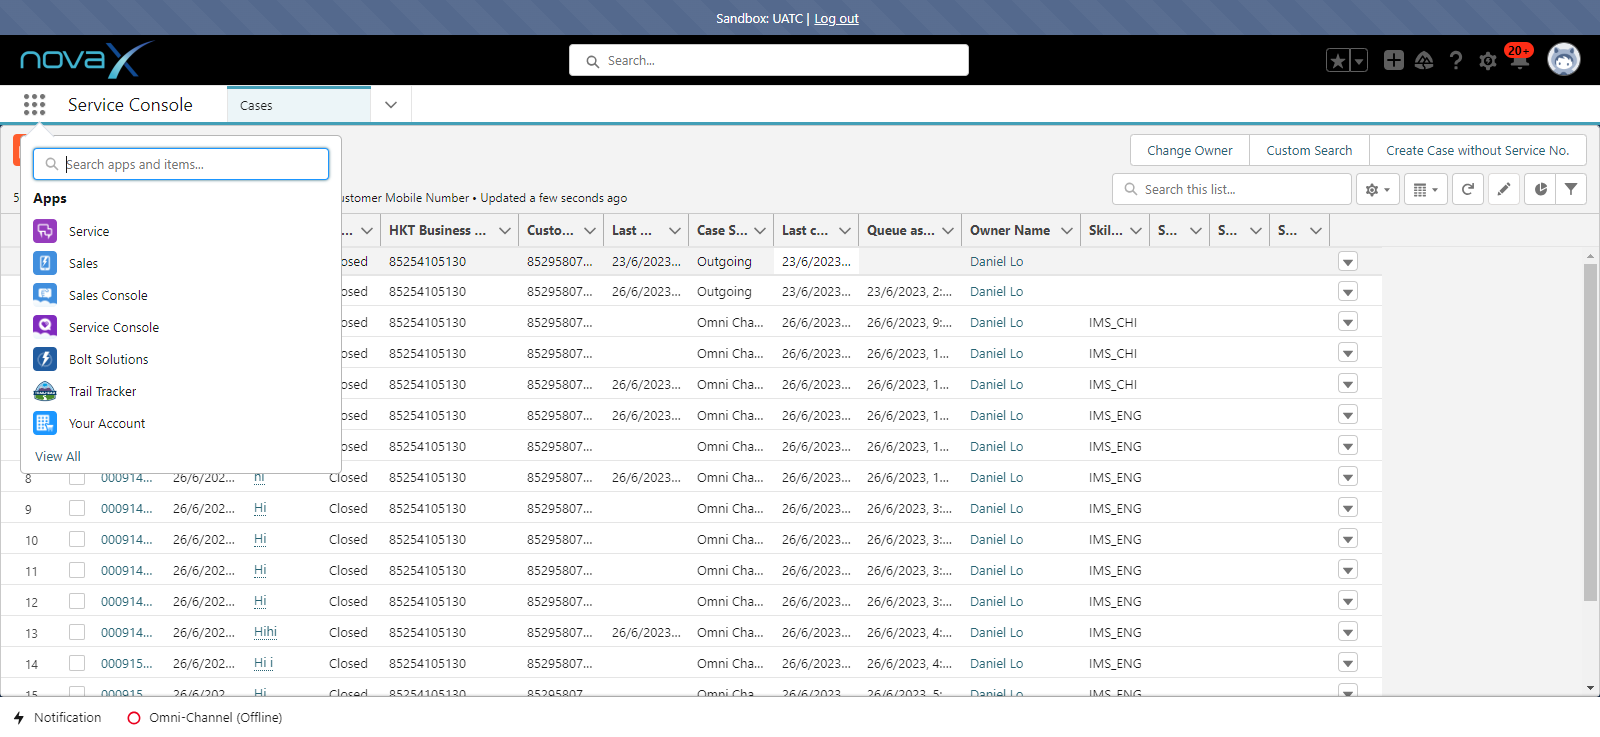 Sandbox: UATC | Log out
novaX
Search...
20+
Service Console
Cases
Search apps and items...
Apps
Service
Sales
Sales Console
Service Console
Bolt Solutions
Trail Tracker
Your Account
View All
Change Owner Custom Search Create Case without Service No.
5 ustomer Mobile Number • Updated a few seconds ago
Search this list...
... HKT Business ... Custo... Last ... Case S... Last c... Queue as... Owner Name Skil... S... S... S...
osed 85254105130 85295807... 23/6/2023... Outgoing 23/6/2023... Daniel Lo
osed 85254105130 85295807... 26/6/2023... Outgoing 23/6/2023... 23/6/2023, 2:... Daniel Lo
osed 85254105130 85295807... Omni Cha... 26/6/2023... 26/6/2023, 9:... Daniel Lo IMS_CHI
osed 85254105130 85295807... Omni Cha... 26/6/2023... 26/6/2023, 1... Daniel Lo IMS_CHI
osed 85254105130 85295807... 26/6/2023... Omni Cha... 26/6/2023... 26/6/2023, 1... Daniel Lo IMS_CHI
osed 85254105130 85295807... 26/6/2023... Omni Cha... 26/6/2023... 26/6/2023, 1... Daniel Lo IMS_ENG
osed 85254105130 85295807... Omni Cha... 26/6/2023... 26/6/2023, 1... Daniel Lo IMS_ENG
8 000914... 26/6/202... hi Closed 85254105130 85295807... 26/6/2023... Omni Cha... 26/6/2023... 26/6/2023, 1... Daniel Lo IMS_ENG
9 000914... 26/6/202... Hi Closed 85254105130 85295807... Omni Cha... 26/6/2023... 26/6/2023, 3:... Daniel Lo IMS_ENG
10 000914... 26/6/202... Hi Closed 85254105130 85295807... Omni Cha... 26/6/2023... 26/6/2023, 3:... Daniel Lo IMS_ENG
11 000914... 26/6/202... Hi Closed 85254105130 85295807... Omni Cha... 26/6/2023... 26/6/2023, 3:... Daniel Lo IMS_ENG
12 000914... 26/6/202... Hi Closed 85254105130 85295807... Omni Cha... 26/6/2023... 26/6/2023, 3:... Daniel Lo IMS_ENG
13 000914... 26/6/202... Hihi Closed 85254105130 85295807... 26/6/2023... Omni Cha... 26/6/2023... 26/6/2023, 4:... Daniel Lo IMS_ENG
14 000915... 26/6/202... Hi i Closed 85254105130 85295807... Omni Cha... 26/6/2023... 26/6/2023, 4:... Daniel Lo IMS_ENG
15 000915... 26/6/202... Hi Closed 85254105130 85295807... Omni Cha... 26/6/2023... 26/6/2023, 5:... Daniel Lo IMS_ENG
Notification Omni-Channel (Offline)